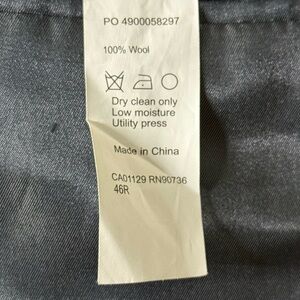 PO 4900058297
100% Wool
Dry clean only
Low moisture
Utility press
Made in China
CA01129 RN90736
46R